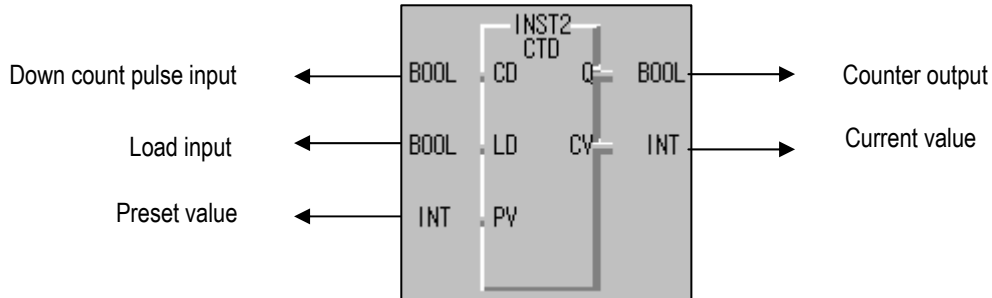 INST2
CTD
Down count pulse input BOOL CD Q BOOL Counter output
Load input BOOL LD CV INT Current value
Preset value INT PV